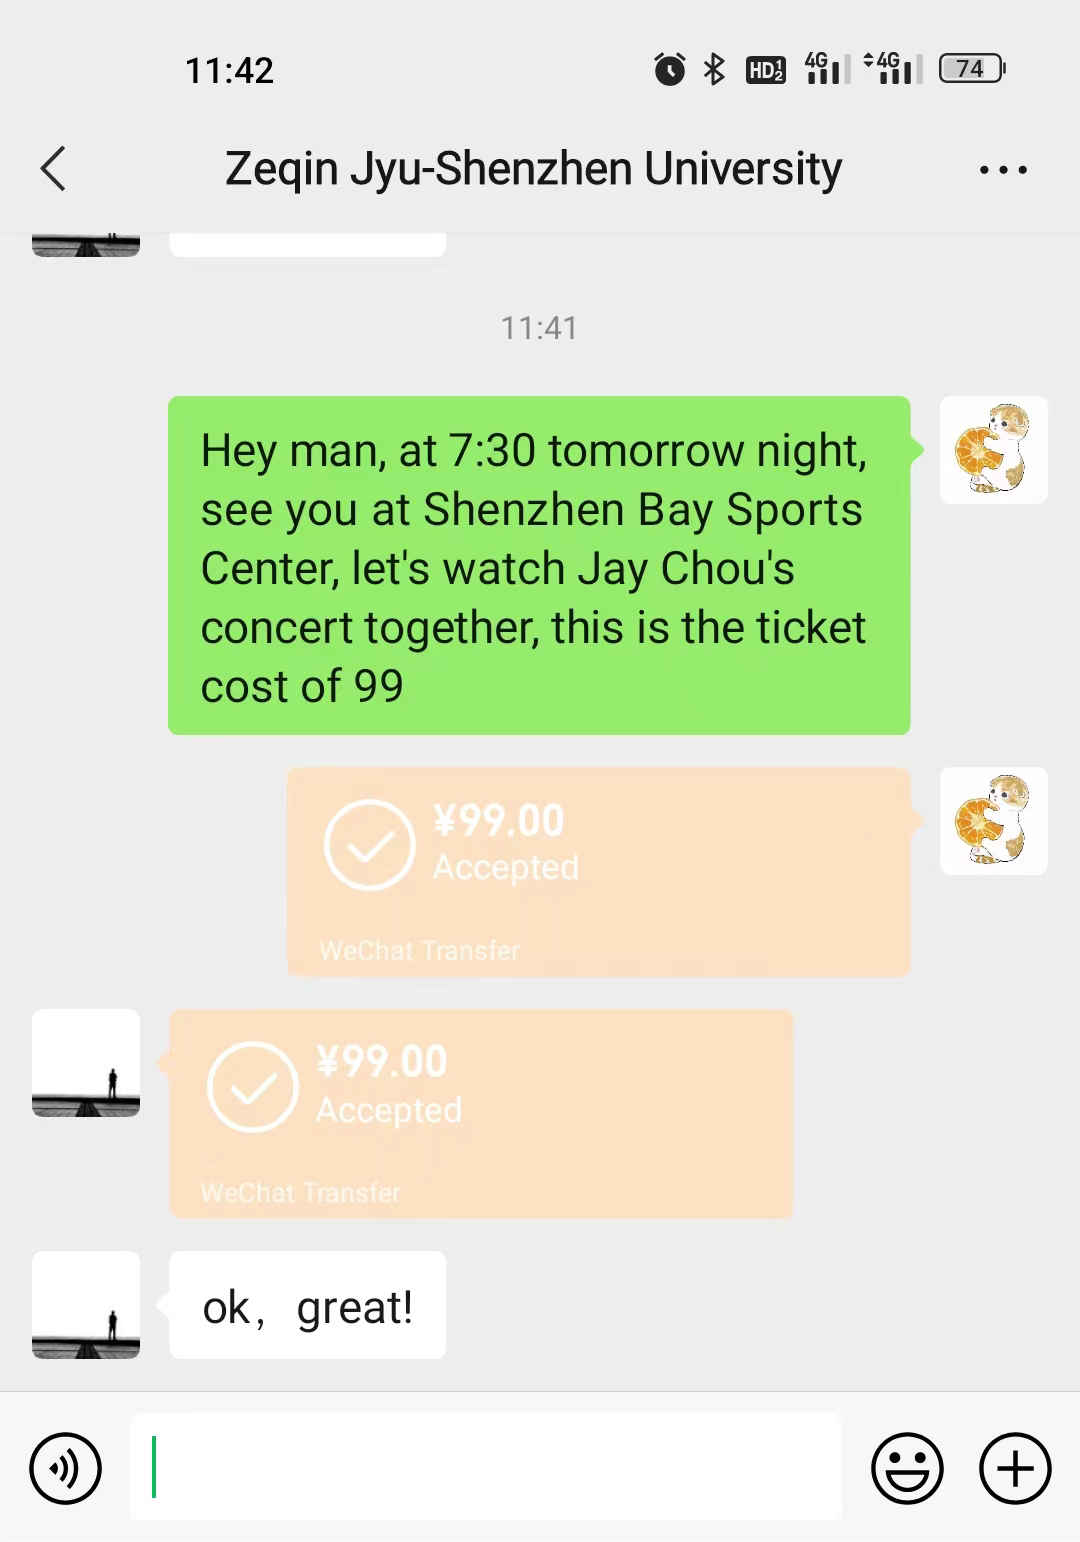 11:42
HD 1 2 4G 4G 74
Zeqin Jyu-Shenzhen University
11:41
Hey man, at 7:30 tomorrow night,
see you at Shenzhen Bay Sports
Center, let's watch Jay Chou's
concert together, this is the ticket
cost of 99
¥99.00
Accepted
WeChat Transfer
¥99.00
Accepted
WeChat Transfer
ok，great!